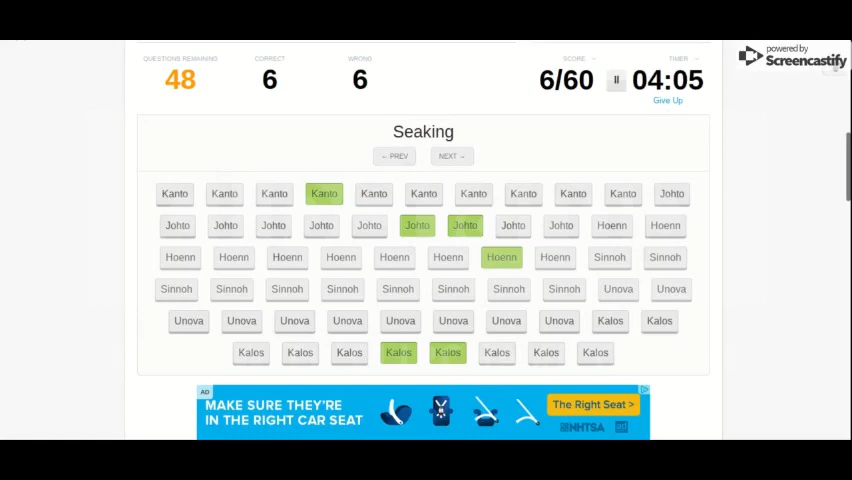 powered by
Screencastify
QUESTIONS REMAINING CORRECT WRONG SCORE TIMER
48 6 6 6/60 04:05
Give Up
Seaking
← PREV NEXT →
Kanto Kanto Kanto Kanto Kanto Kanto Kanto Kanto Kanto Kanto Johto
Johto Johto Johto Johto Johto Johto Johto Johto Johto Hoenn Hoenn
Hoenn Hoenn Hoenn Hoenn Hoenn Hoenn Hoenn Hoenn Sinnoh Sinnoh
Sinnoh Sinnoh Sinnoh Sinnoh Sinnoh Sinnoh Sinnoh Sinnoh Unova Unova
Unova Unova Unova Unova Unova Unova Unova Unova Kalos Kalos
Kalos Kalos Kalos Kalos Kalos Kalos Kalos Kalos
AD
MAKE SURE THEY'RE
IN THE RIGHT CAR SEAT
The Right Seat >
NHTSA